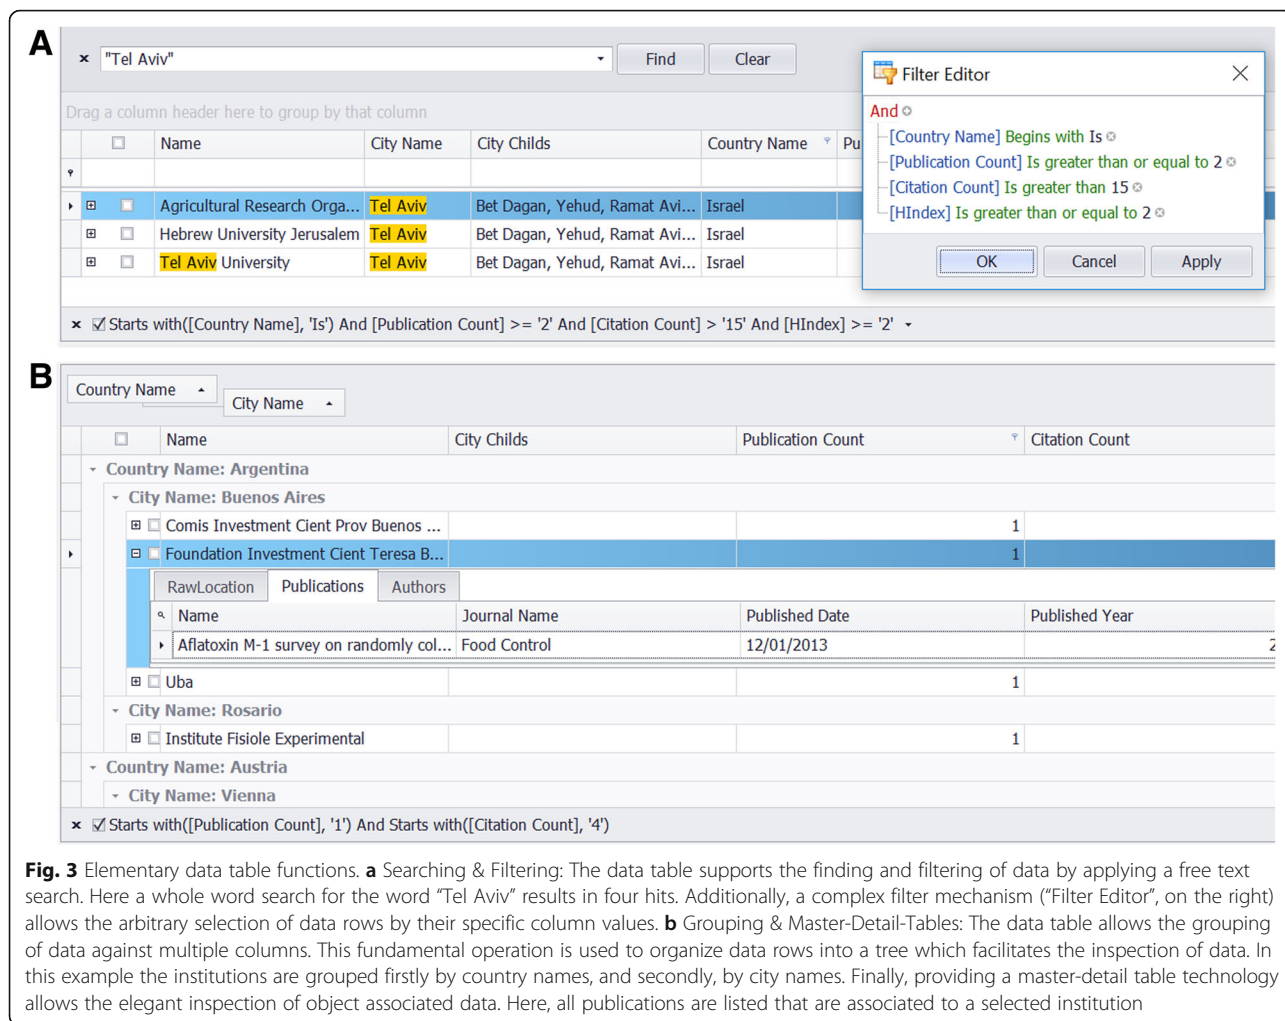 A
"Tel Aviv"
Find
Clear
Drag a column header here to group by that column
Name City Name City Childs Country Name Pu
Agricultural Research Orga... Tel Aviv Bet Dagan, Yehud, Ramat Avi... Israel
Hebrew University Jerusalem Tel Aviv Bet Dagan, Yehud, Ramat Avi... Israel
Tel Aviv University Tel Aviv Bet Dagan, Yehud, Ramat Avi... Israel
Starts with([Country Name], 'Is') And [Publication Count] >= '2' And [Citation Count] > '15' And [HIndex] >= '2'
Filter Editor
And
[Country Name] Begins with Is
[Publication Count] Is greater than or equal to 2
[Citation Count] Is greater than 15
[HIndex] Is greater than or equal to 2
OK Cancel Apply
B
Country Name
City Name
Name City Childs Publication Count Citation Count
Country Name: Argentina
City Name: Buenos Aires
Comis Investment Cient Prov Buenos ... 1
Foundation Investment Cient Teresa B... 1
RawLocation Publications Authors
Name Journal Name Published Date Published Year
Aflatoxin M-1 survey on randomly col... Food Control 12/01/2013 2
Uba 1
City Name: Rosario
Institute Fisiole Experimental 1
Country Name: Austria
City Name: Vienna
Starts with([Publication Count], '1') And Starts with([Citation Count], '4')
Fig. 3 Elementary data table functions. a Searching & Filtering: The data table supports the finding and filtering of data by applying a free text
search. Here a whole word search for the word "Tel Aviv" results in four hits. Additionally, a complex filter mechanism ("Filter Editor", on the right)
allows the arbitrary selection of data rows by their specific column values. b Grouping & Master-Detail-Tables: The data table allows the grouping
of data against multiple columns. This fundamental operation is used to organize data rows into a tree which facilitates the inspection of data. In
this example the institutions are grouped firstly by country names, and secondly, by city names. Finally, providing a master-detail table technology
allows the elegant inspection of object associated data. Here, all publications are listed that are associated to a selected institution